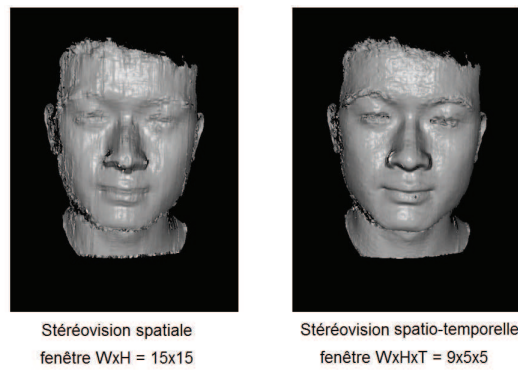 Stéréovision spatiale
fenêtre WxH = 15x15
Stéréovision spatio-temporelle
fenêtre WxHxT = 9x5x5